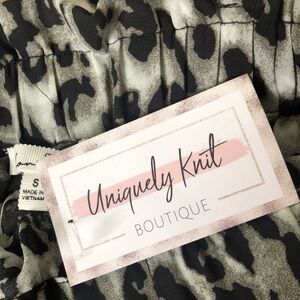 Uniquely Knit
BOUTIQUE
S
MADE IN
VIETNAM